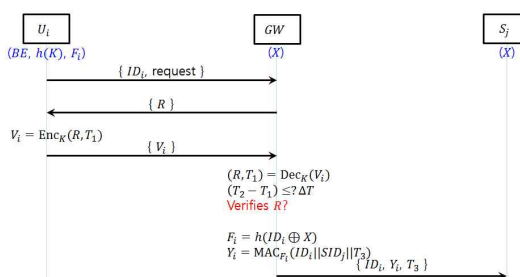 U_i GW S_j
(BE, h(K), F_i) (X) (X)
{ ID_i, request }
{ R }
V_i = Enc_K(R,T_1)
{ V_i }
(R,T_1) = Dec_K(V_i)
(T_2 − T_1) ≤? ΔT
Verifies R?
F_i = h(ID_i ⊕ X)
Y_i = MAC_{F_i}(ID_i||SID_j||T_3)
{ ID_i, Y_i, T_3 }